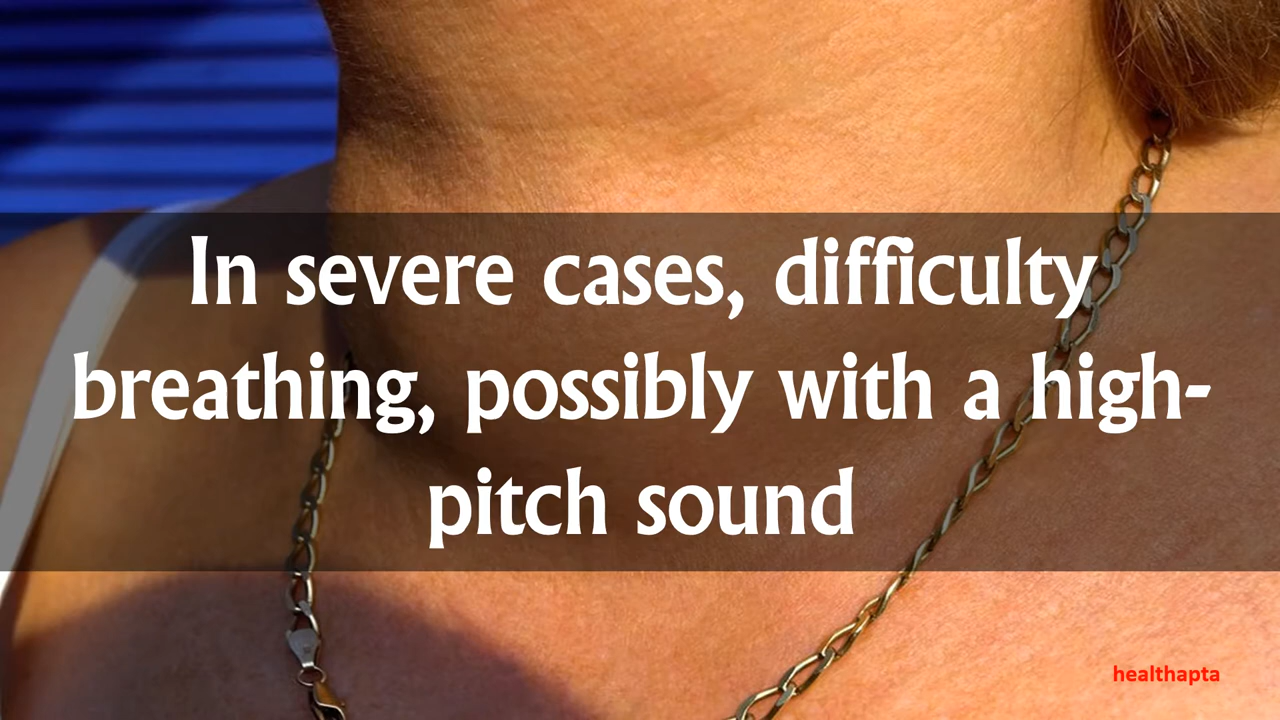 In severe cases, difficulty
breathing, possibly with a high-
pitch sound
healthapta